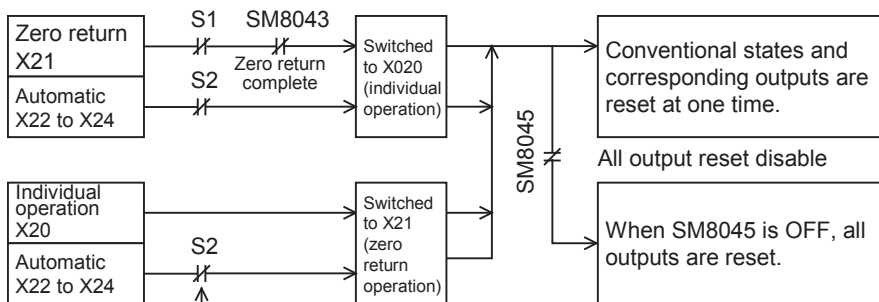 S1
SM8043
Zero return
X21
Zero return
complete
Switched
to X020
(individual
operation)
Conventional states and
corresponding outputs are
reset at one time.
S2
Automatic
X22 to X24
SM8045
All output reset disable
Individual
operation
X20
Switched
to X21
(zero
return
operation)
When SM8045 is OFF, all
outputs are reset.
S2
Automatic
X22 to X24